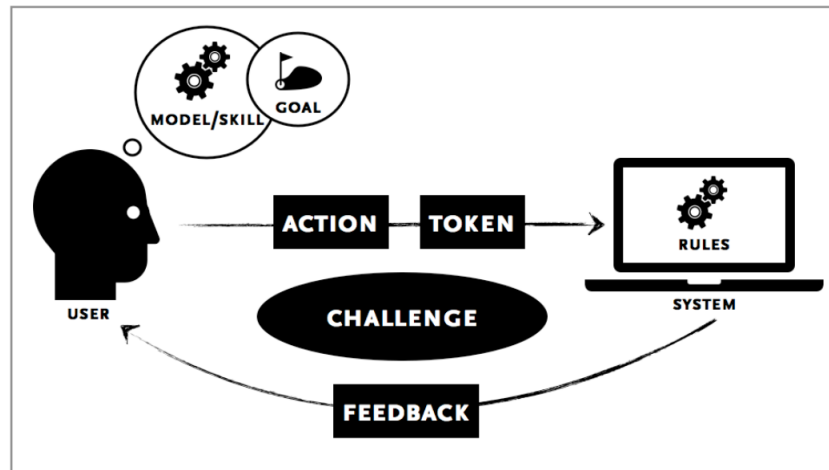 MODEL/SKILL
GOAL
ACTION
TOKEN
RULES
USER
CHALLENGE
SYSTEM
FEEDBACK